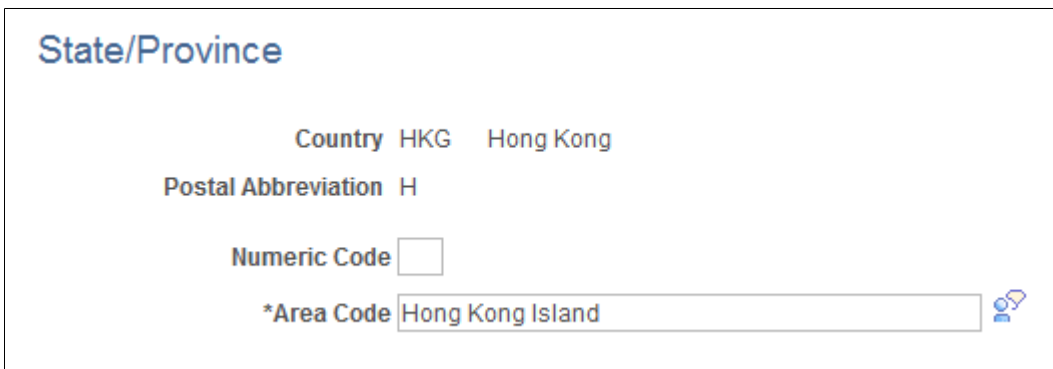 State/Province
Country HKG Hong Kong
Postal Abbreviation H
Numeric Code
*Area Code Hong Kong Island